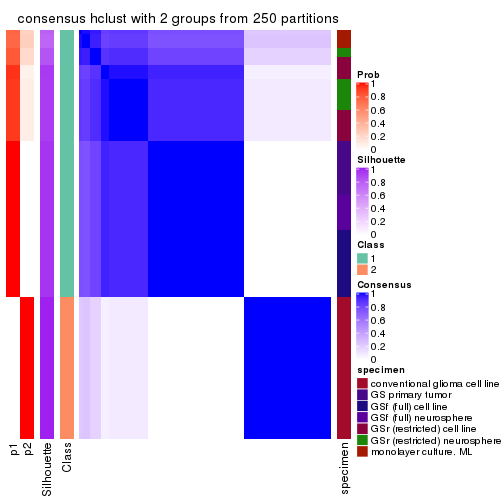 consensus hclust with 2 groups from 250 partitions
Prob
1
0.8
0.6
0.4
0.2
0
Silhouette
1
0.8
0.6
0.4
0.2
0
Class
1
2
Consensus
1
0.8
0.6
0.4
0.2
0
specimen
conventional glioma cell line
GS primary tumor
GSf (full) cell line
GSf (full) neurosphere
GSr (restricted) cell line
GSr (restricted) neurosphere
monolayer culture. ML
p1
p2
Silhouette
Class
specimen